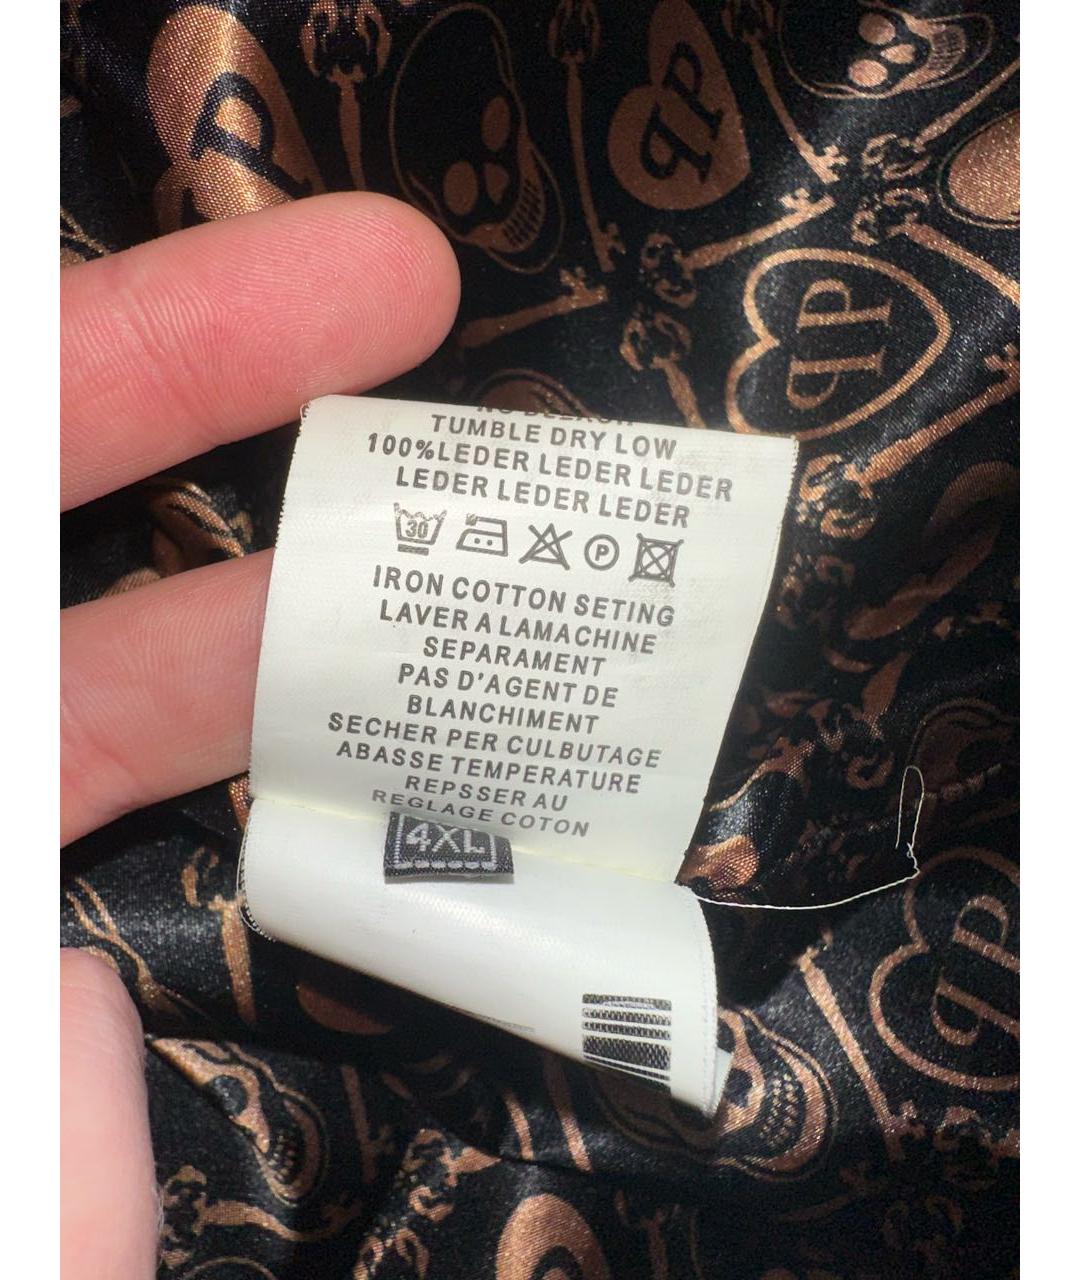 TUMBLE DRY LOW
100%LEDER LEDER LEDER
LEDER LEDER LEDER
30
P
IRON COTTON SETING
LAVER A LAMACHINE
SEPARAMENT
PAS D'AGENT DE
BLANCHIMENT
SECHER PER CULBUTAGE
ABASSE TEMPERATURE
REPSSER AU
REGLAGE COTON
4XL